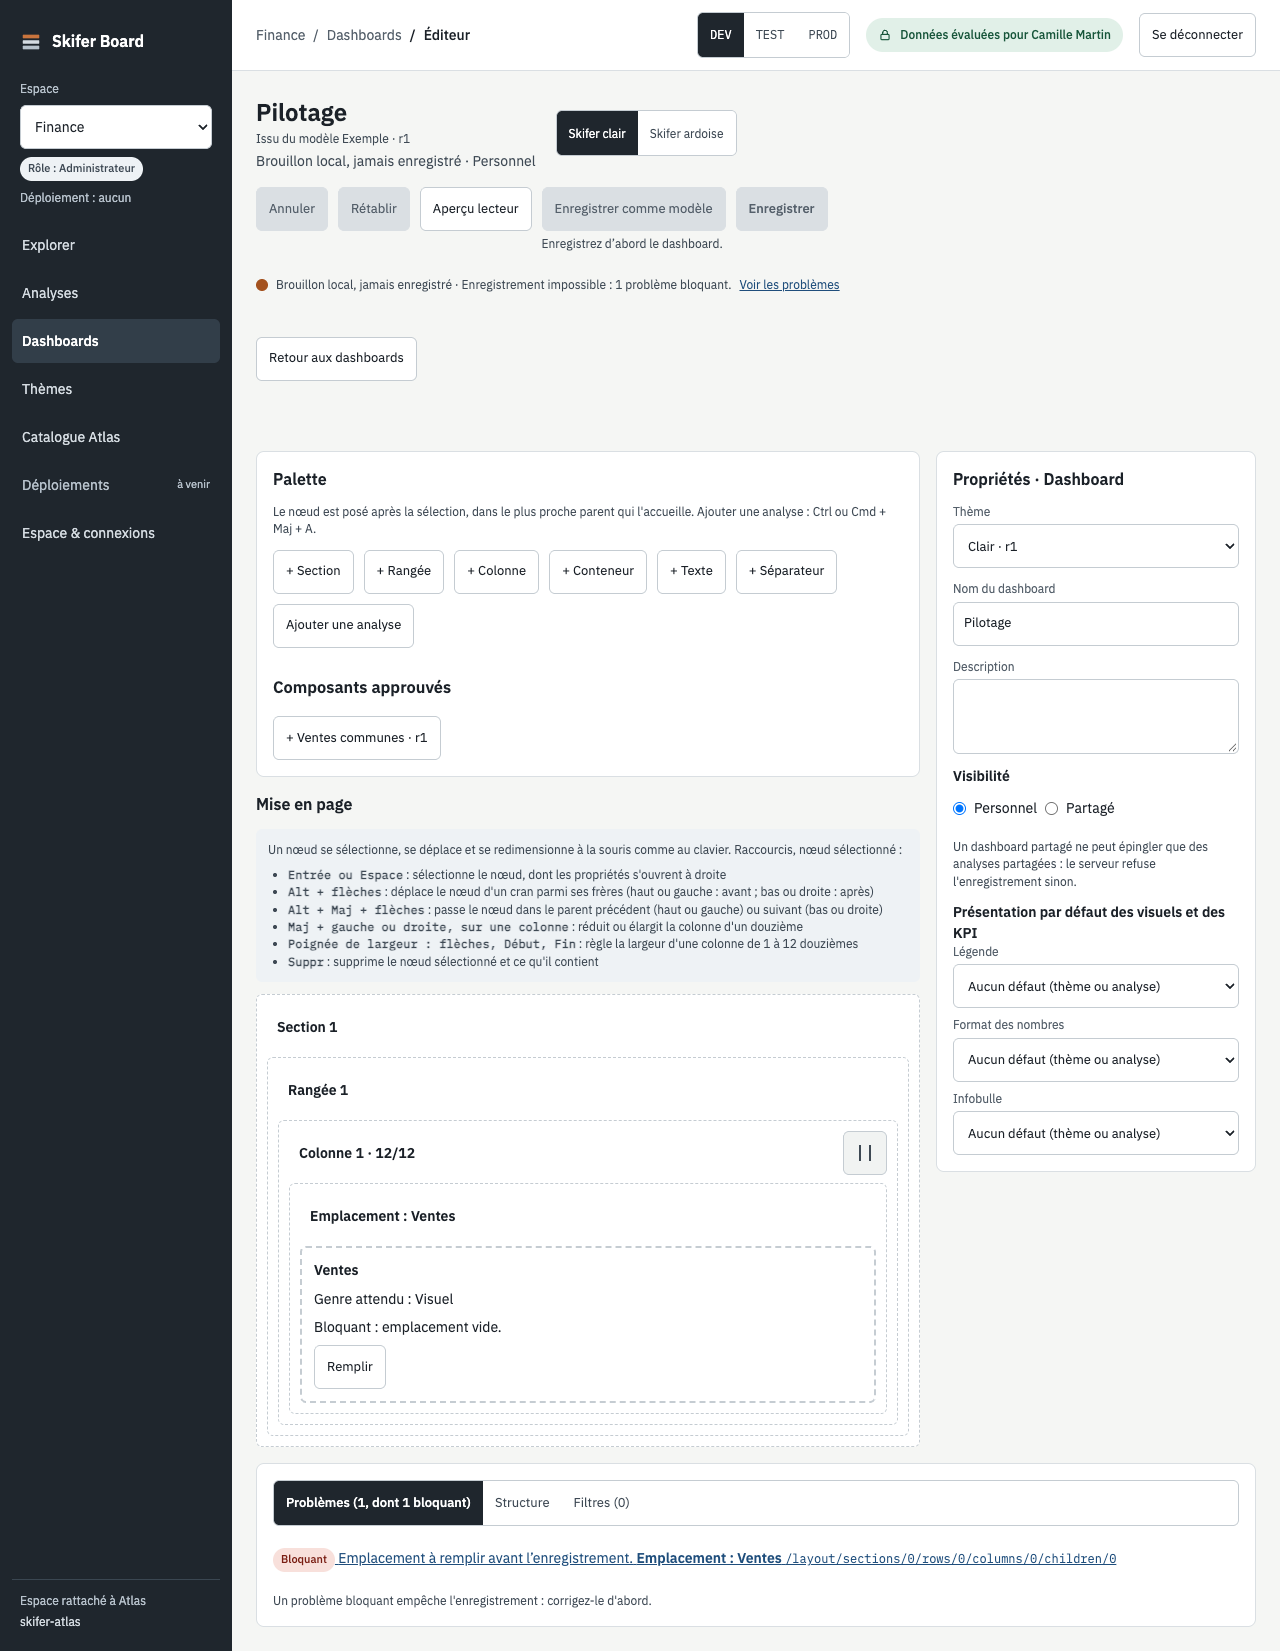 Skifer Board
Espace
Finance
Rôle : Administrateur
Déploiement : aucun
Explorer
Analyses
Dashboards
Thèmes
Catalogue Atlas
Déploiements à venir
Espace & connexions
Espace rattaché à Atlas
skifer-atlas
Finance / Dashboards / Éditeur
DEV TEST PROD
Données évaluées pour Camille Martin
Se déconnecter
Pilotage
Issu du modèle Exemple · r1
Brouillon local, jamais enregistré · Personnel
Skifer clair Skifer ardoise
Annuler Rétablir Aperçu lecteur Enregistrer comme modèle Enregistrer
Enregistrez d’abord le dashboard.
Brouillon local, jamais enregistré · Enregistrement impossible : 1 problème bloquant. Voir les problèmes
Retour aux dashboards
Palette
Le nœud est posé après la sélection, dans le plus proche parent qui l'accueille. Ajouter une analyse : Ctrl ou Cmd +
Maj + A.
+ Section + Rangée + Colonne + Conteneur + Texte + Séparateur
Ajouter une analyse
Composants approuvés
+ Ventes communes · r1
Mise en page
Un nœud se sélectionne, se déplace et se redimensionne à la souris comme au clavier. Raccourcis, nœud sélectionné :
• Entrée ou Espace : sélectionne le nœud, dont les propriétés s'ouvrent à droite
• Alt + flèches : déplace le nœud d'un cran parmi ses frères (haut ou gauche : avant ; bas ou droite : après)
• Alt + Maj + flèches : passe le nœud dans le parent précédent (haut ou gauche) ou suivant (bas ou droite)
• Maj + gauche ou droite, sur une colonne : réduit ou élargit la colonne d'un douzième
• Poignée de largeur : flèches, Début, Fin : règle la largeur d'une colonne de 1 à 12 douzièmes
• Suppr : supprime le nœud sélectionné et ce qu'il contient
Section 1
Rangée 1
Colonne 1 · 12/12
Emplacement : Ventes
Ventes
Genre attendu : Visuel
Bloquant : emplacement vide.
Remplir
Propriétés · Dashboard
Thème
Clair · r1
Nom du dashboard
Pilotage
Description
Visibilité
Personnel Partagé
Un dashboard partagé ne peut épingler que des
analyses partagées : le serveur refuse
l'enregistrement sinon.
Présentation par défaut des visuels et des
KPI
Légende
Aucun défaut (thème ou analyse)
Format des nombres
Aucun défaut (thème ou analyse)
Infobulle
Aucun défaut (thème ou analyse)
Problèmes (1, dont 1 bloquant) Structure Filtres (0)
Bloquant Emplacement à remplir avant l’enregistrement. Emplacement : Ventes /layout/sections/0/rows/0/columns/0/children/0
Un problème bloquant empêche l'enregistrement : corrigez-le d'abord.